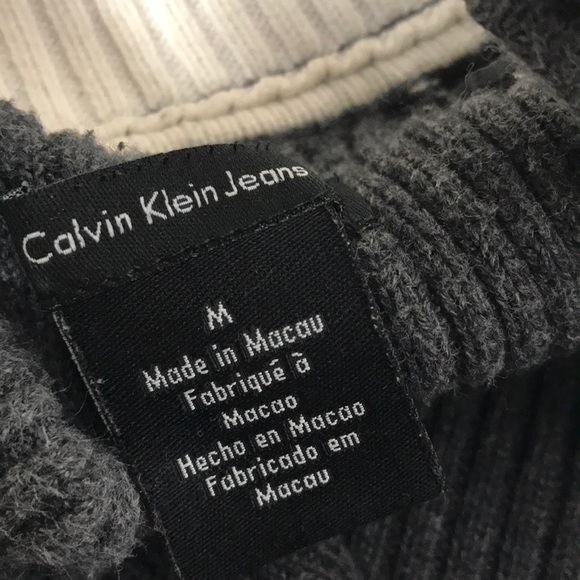 Calvin Klein Jeans
M
Made in Macau
Fabriqué à
Macao
Hecho en Macao
Fabricado em
Macau